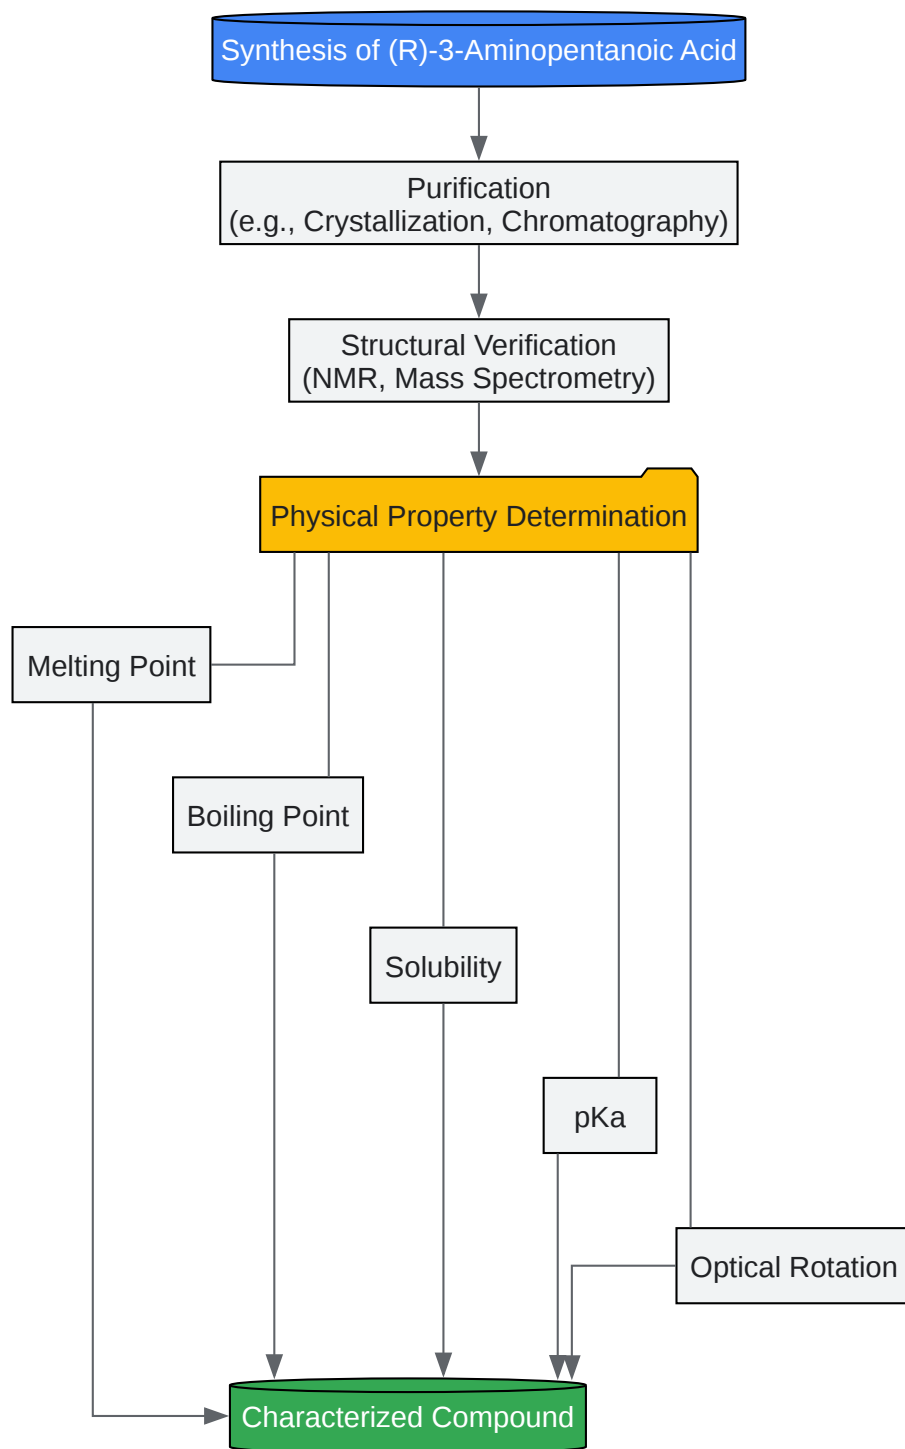 Synthesis of (R)-3-Aminopentanoic Acid
Purification
(e.g., Crystallization, Chromatography)
Structural Verification
(NMR, Mass Spectrometry)
Physical Property Determination
Melting Point
Boiling Point
Solubility
pKa
Optical Rotation
Characterized Compound